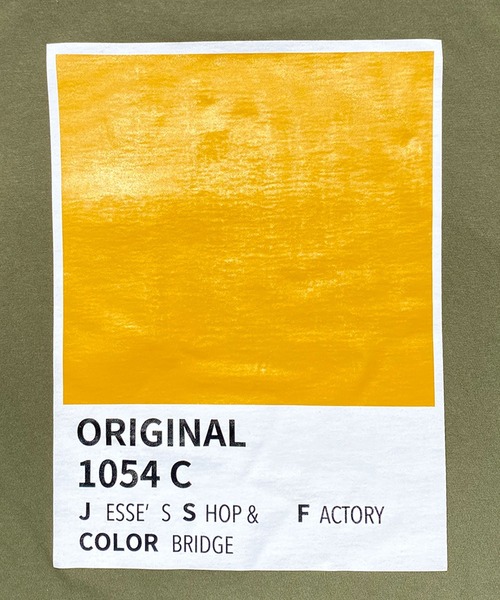 ORIGINAL
1054 C
J ESSE' S S HOP & F ACTORY
COLOR BRIDGE